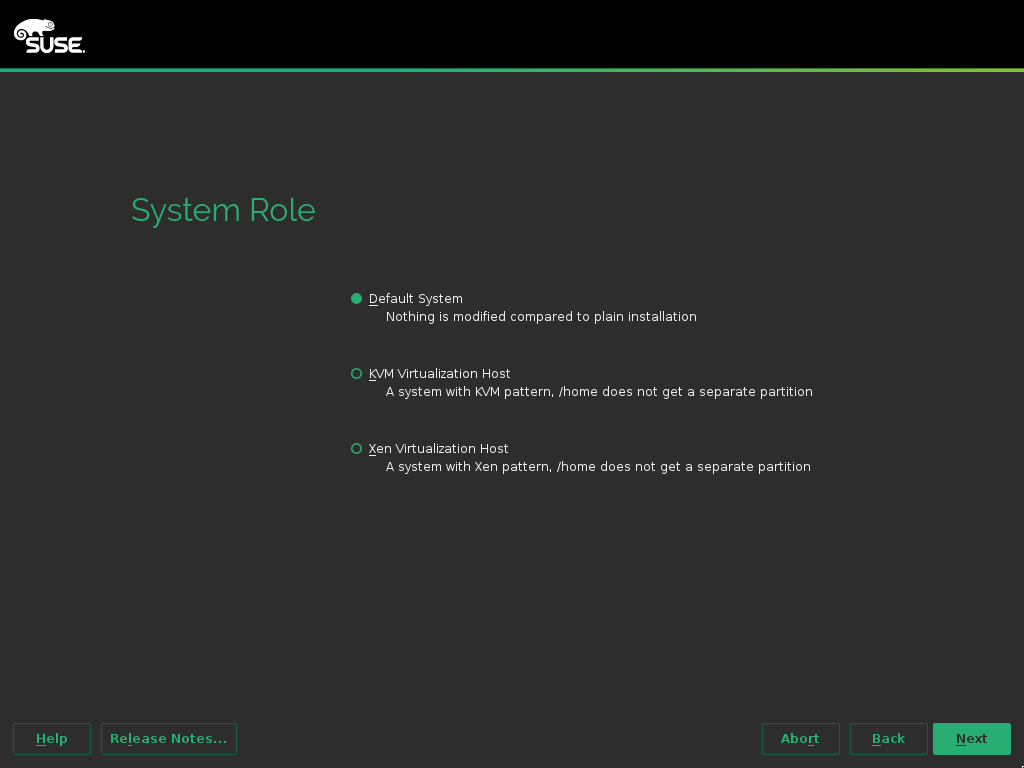 SUSE.
System Role
Default System
Nothing is modified compared to plain installation
KVM Virtualization Host
A system with KVM pattern, /home does not get a separate partition
Xen Virtualization Host
A system with Xen pattern, /home does not get a separate partition
Help
Release Notes...
Abort
Back
Next